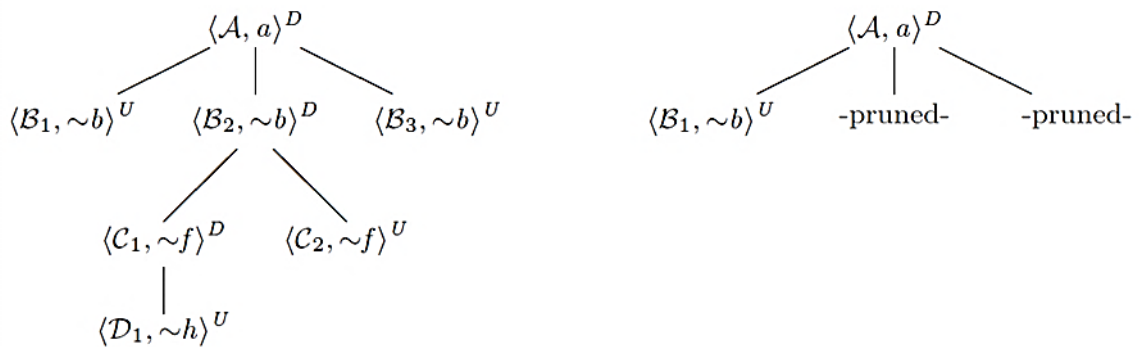 ⟨𝒜, a⟩^D ⟨𝒜, a⟩^D
⟨ℬ₁, ∼b⟩^U ⟨ℬ₂, ∼b⟩^D ⟨ℬ₃, ∼b⟩^U ⟨ℬ₁, ∼b⟩^U -pruned- -pruned-
⟨𝒞₁, ∼f⟩^D ⟨𝒞₂, ∼f⟩^U
⟨𝒟₁, ∼h⟩^U